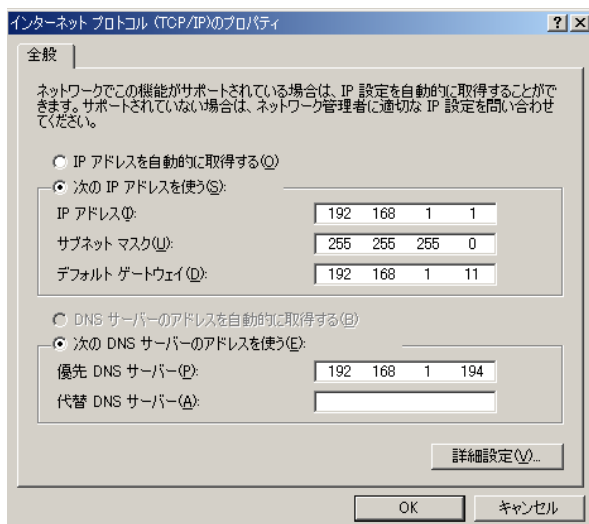 インターネット プロトコル (TCP/IP)のプロパティ
全般
ネットワークでこの機能がサポートされている場合は、IP 設定を自動的に取得することがで
きます。サポートされていない場合は、ネットワーク管理者に適切な IP 設定を問い合わせ
てください。
IP アドレスを自動的に取得する(O)
次の IP アドレスを使う(S):
IP アドレス(I): 192 168 1 1
サブネット マスク(U): 255 255 255 0
デフォルト ゲートウェイ(D): 192 168 1 11
DNS サーバーのアドレスを自動的に取得する(B)
次の DNS サーバーのアドレスを使う(E):
優先 DNS サーバー(P): 192 168 1 194
代替 DNS サーバー(A):
詳細設定(V)...
OK キャンセル